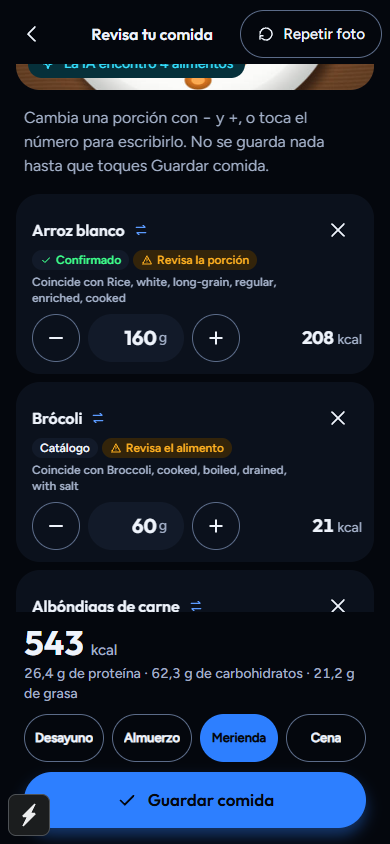 Revisa tu comida
Repetir foto
La IA encontró 4 alimentos
Cambia una porción con - y +, o toca el
número para escribirlo. No se guarda nada
hasta que toques Guardar comida.
Arroz blanco
Confirmado
Revisa la porción
Coincide con Rice, white, long-grain, regular,
enriched, cooked
160 g
208 kcal
Brócoli
Catálogo
Revisa el alimento
Coincide con Broccoli, cooked, boiled, drained,
with salt
60 g
21 kcal
Albóndigas de carne
543 kcal
26,4 g de proteína · 62,3 g de carbohidratos · 21,2 g
de grasa
Desayuno
Almuerzo
Merienda
Cena
Guardar comida